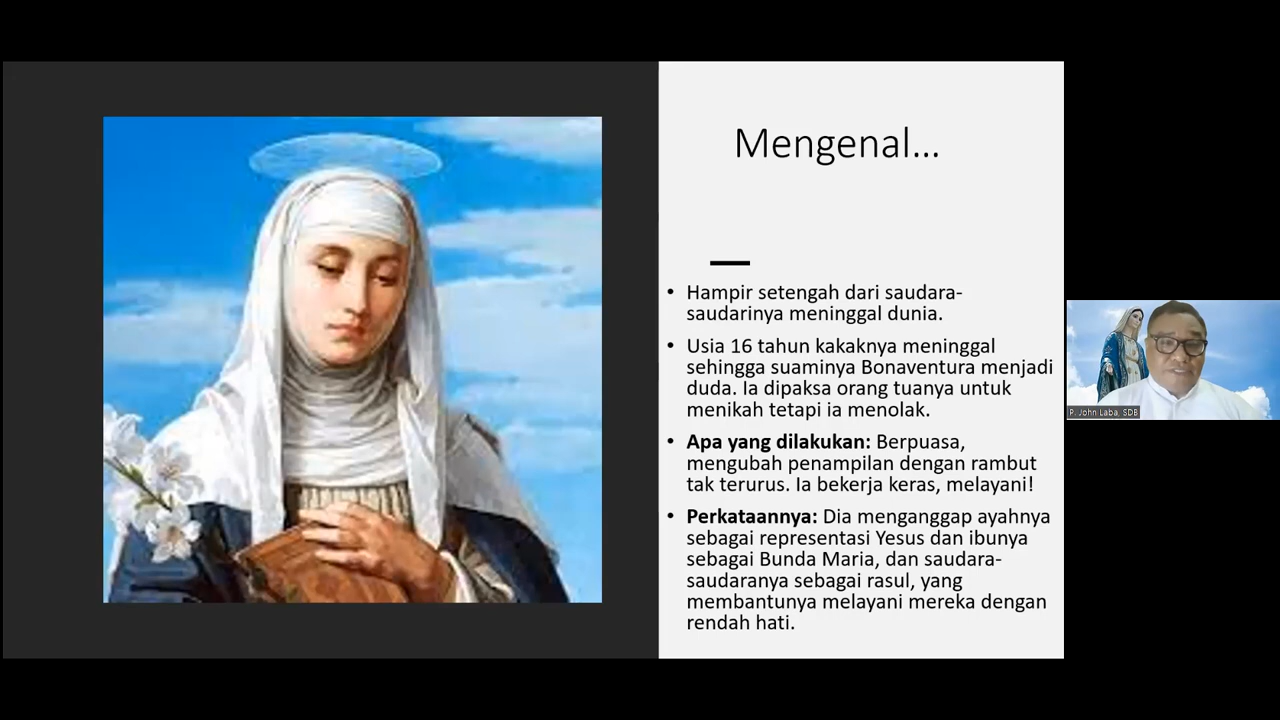 Mengenal...
• Hampir setengah dari saudara-
saudarinya meninggal dunia.
• Usia 16 tahun kakaknya meninggal
sehingga suaminya Bonaventura menjadi
duda. Ia dipaksa orang tuanya untuk
menikah tetapi ia menolak.
• Apa yang dilakukan: Berpuasa,
mengubah penampilan dengan rambut
tak terurus. Ia bekerja keras, melayani!
• Perkataannya: Dia menganggap ayahnya
sebagai representasi Yesus dan ibunya
sebagai Bunda Maria, dan saudara-
saudaranya sebagai rasul, yang
membantunya melayani mereka dengan
rendah hati.
P. John Laba, SDB